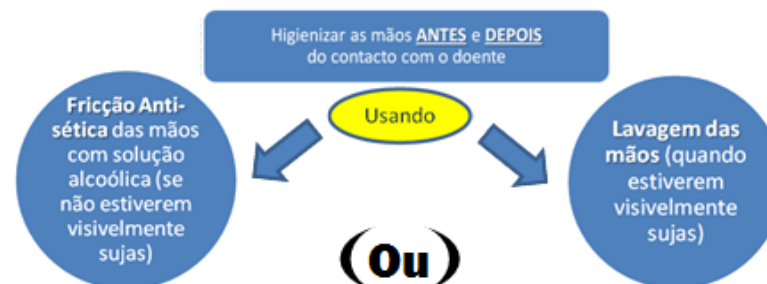 Higienizar as mãos ANTES e DEPOIS
do contacto com o doente
Usando
Fricção Anti-
sética das mãos
com solução
alcoólica (se
não estiverem
visivelmente
sujas)
(Ou)
Lavagem das
mãos (quando
estiverem
visivelmente
sujas)